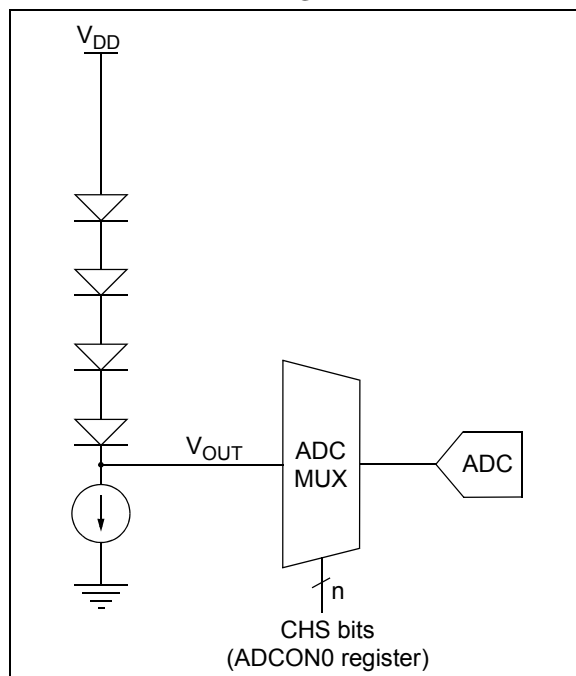 VDD
VOUT
ADC
MUX
ADC
n
CHS bits
(ADCON0 register)